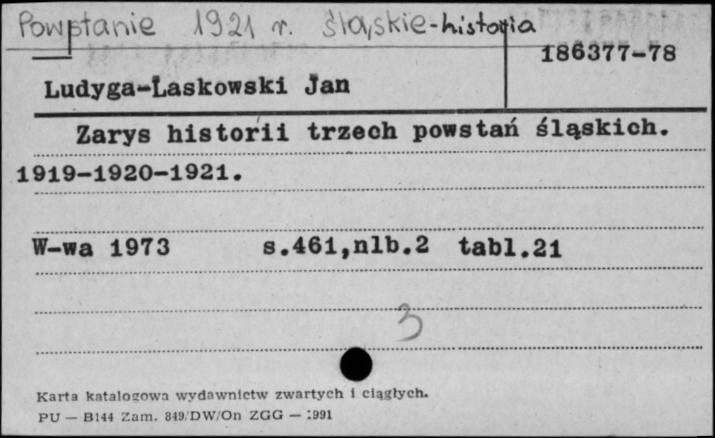 Powstanie 1921 r. śląskie-historia
186377-78
Ludyga-Laskowski Jan
Zarys historii trzech powstań śląskich.
1919-1920-1921.
W-wa 1973 s.461,nlb.2 tabl.21
3
Karta katalogowa wydawnictw zwartych i ciągłych.
PU — B144 Zam. 849/DW/On ZGG — 1991